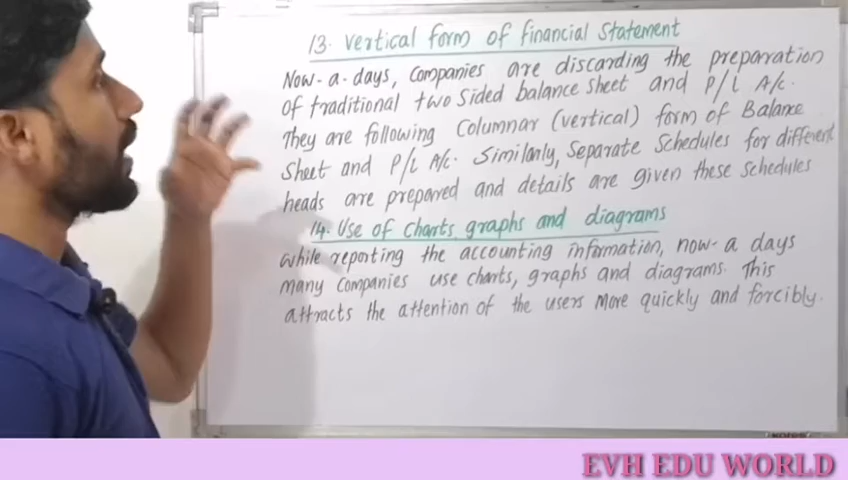 13. Vertical form of financial Statement
Now-a-days, Companies are discarding the preparation
of traditional two sided balance sheet and P/L A/c.
They are following Columnar (vertical) form of Balance
Sheet and P/L A/c. Similarly, Separate Schedules for different
heads are prepared and details are given these schedules
14. Use of charts graphs and diagrams
while reporting the accounting information, now-a days
many Companies use charts, graphs and diagrams. This
attracts the attention of the users more quickly and forcibly.
EVH EDU WORLD